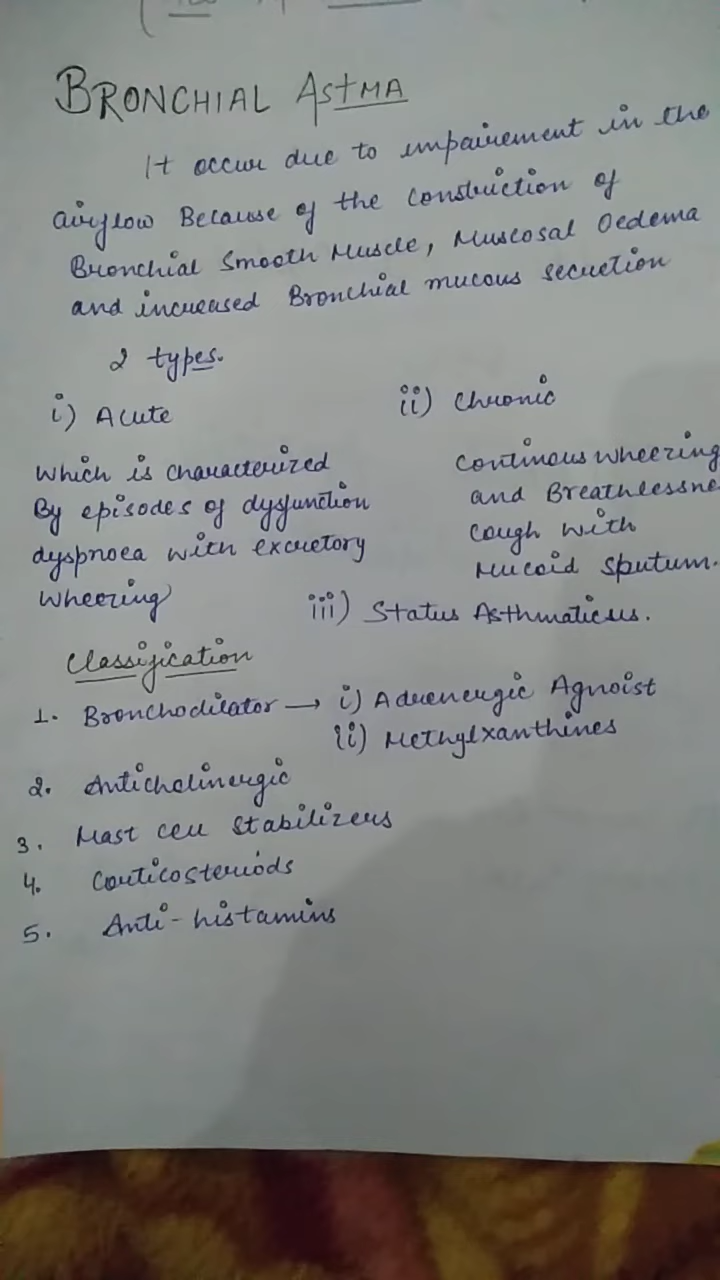 BRONCHIAL ASTMA
It occur due to impairement in the
airflow Because of the constriction of
Bronchial Smooth Muscle, Muscosal Oedema
and increased Bronchial mucous secretion
2 types.
i) Acute
ii) Chronic
Which is characterized
By episodes of dysfunction
dyspnoea with excretory
wheezing
continous wheezing
and Breathlessne
cough with
Mucoid sputum.
iii) Status Asthmaticus.
Classification
1. Bronchodilator → i) Adrenergic Agnoist
ii) Methylxanthines
2. Anticholinergic
3. Mast cell stabilizers
4. Corticosteriods
5. Anti-histamins